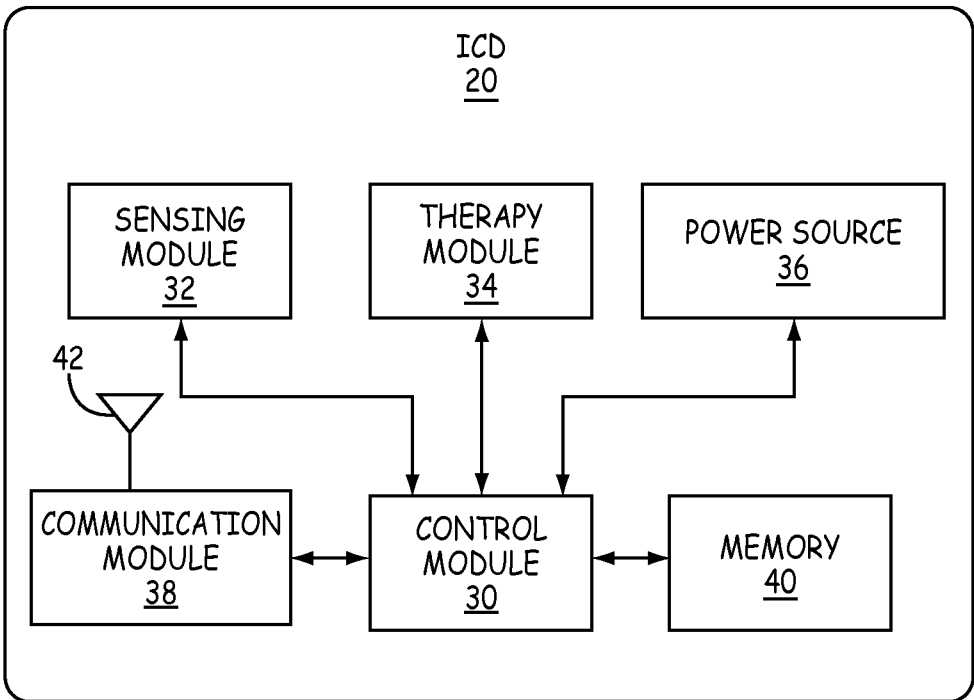 ICD
20
SENSING
MODULE
32
THERAPY
MODULE
34
POWER SOURCE
36
42
COMMUNICATION
MODULE
38
CONTROL
MODULE
30
MEMORY
40